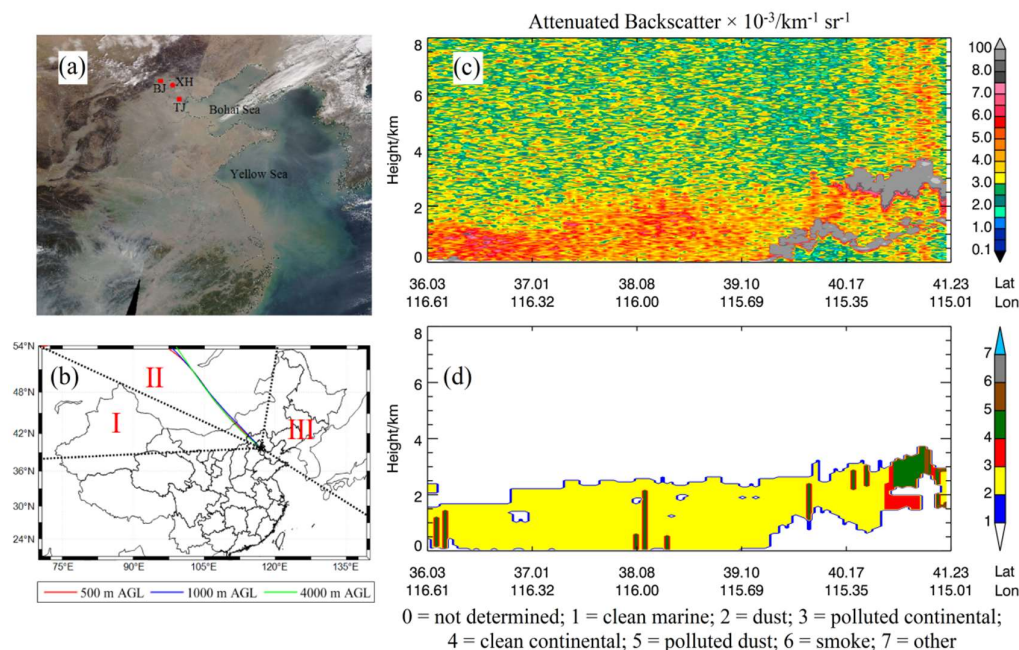 Attenuated Backscatter × 10⁻³/km⁻¹ sr⁻¹
(a)
BJ
XH
TJ
Bohai Sea
Yellow Sea
(c)
Height/km
8
6
4
2
0
36.03 37.01 38.08 39.10 40.17 41.23 Lat
116.61 116.32 116.00 115.69 115.35 115.01 Lon
100
8.0
7.0
6.0
5.0
4.0
3.0
2.0
1.0
0.1
(b)
54°N
48°N
42°N
36°N
30°N
24°N
I
II
III
75°E 90°E 105°E 120°E 135°E
500 m AGL 1000 m AGL 4000 m AGL
(d)
Height/km
8
6
4
2
0
36.03 37.01 38.08 39.10 40.17 41.23 Lat
116.61 116.32 116.00 115.69 115.35 115.01 Lon
7
6
5
4
3
2
1
0 = not determined; 1 = clean marine; 2 = dust; 3 = polluted continental;
4 = clean continental; 5 = polluted dust; 6 = smoke; 7 = other